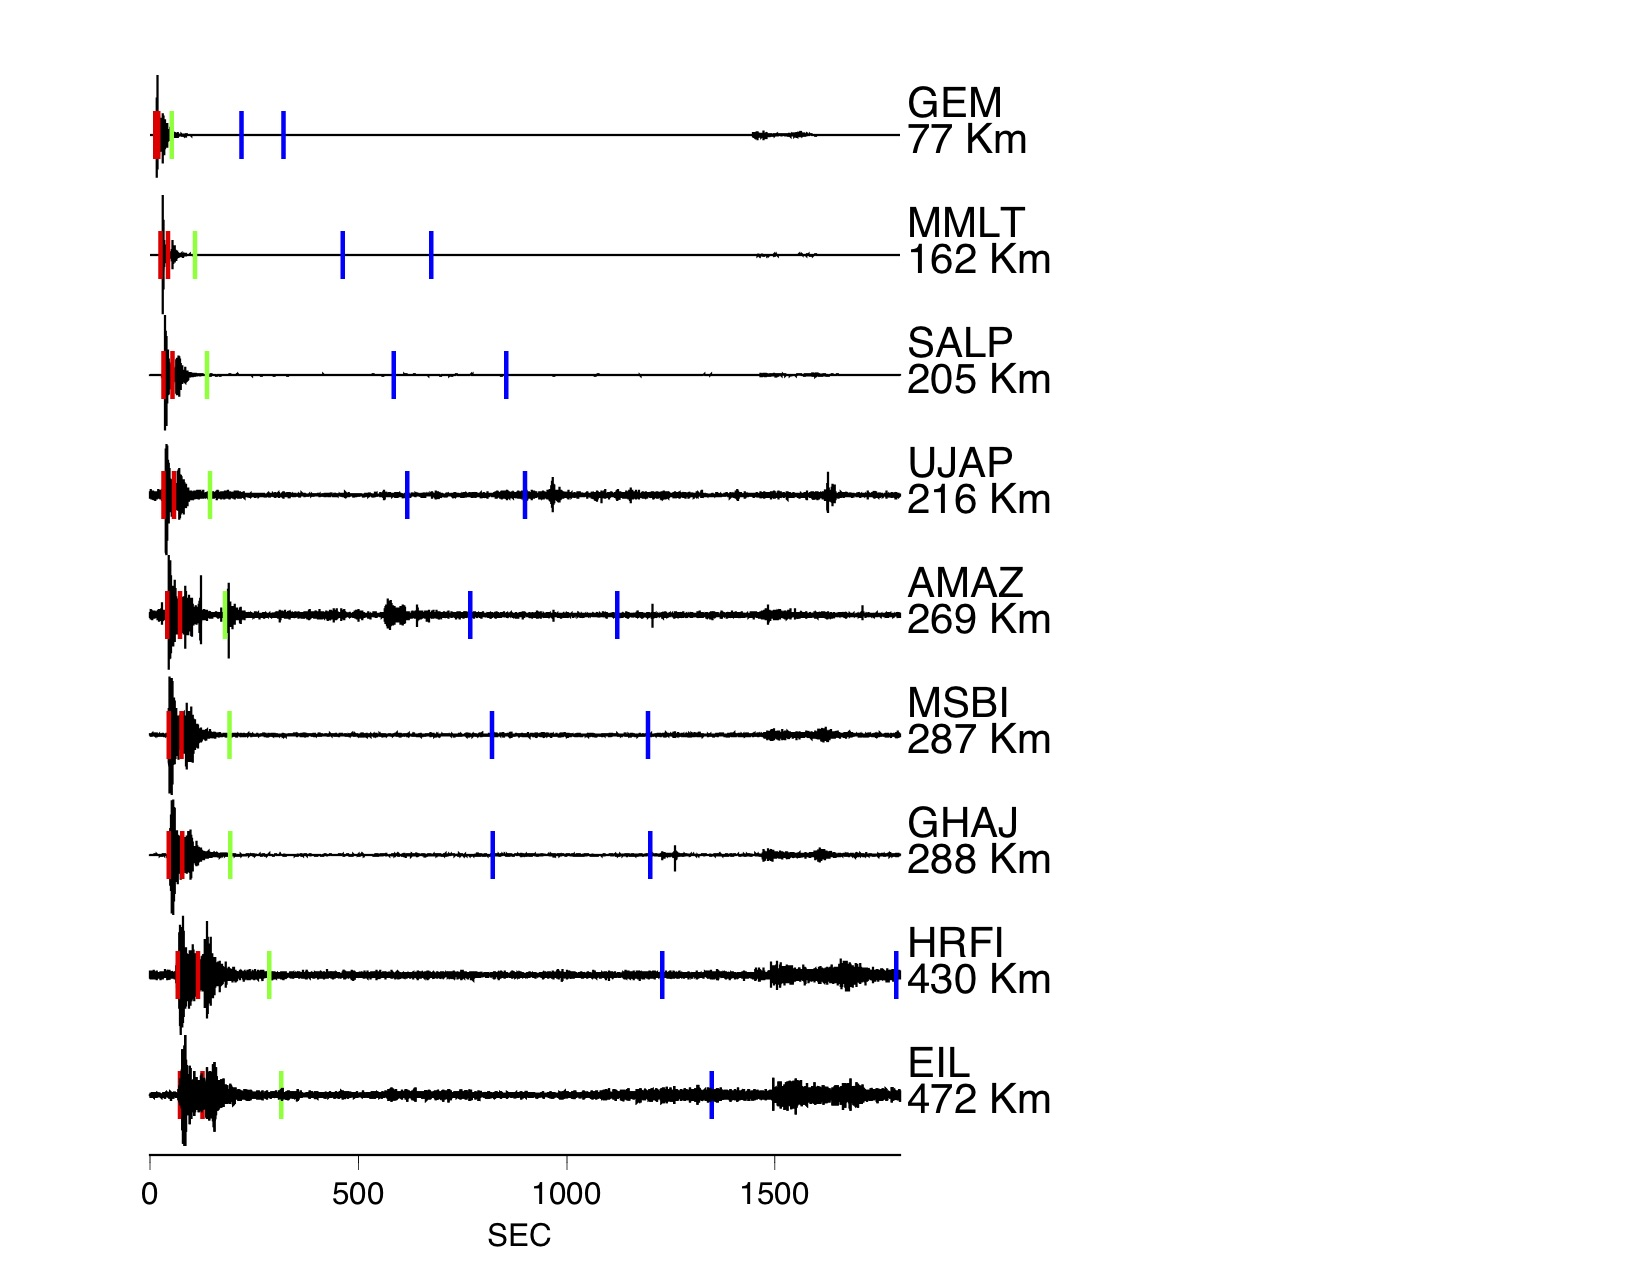 GEM
77 Km
MMLT
162 Km
SALP
205 Km
UJAP
216 Km
AMAZ
269 Km
MSBI
287 Km
GHAJ
288 Km
HRFI
430 Km
EIL
472 Km
0 500 1000 1500
SEC